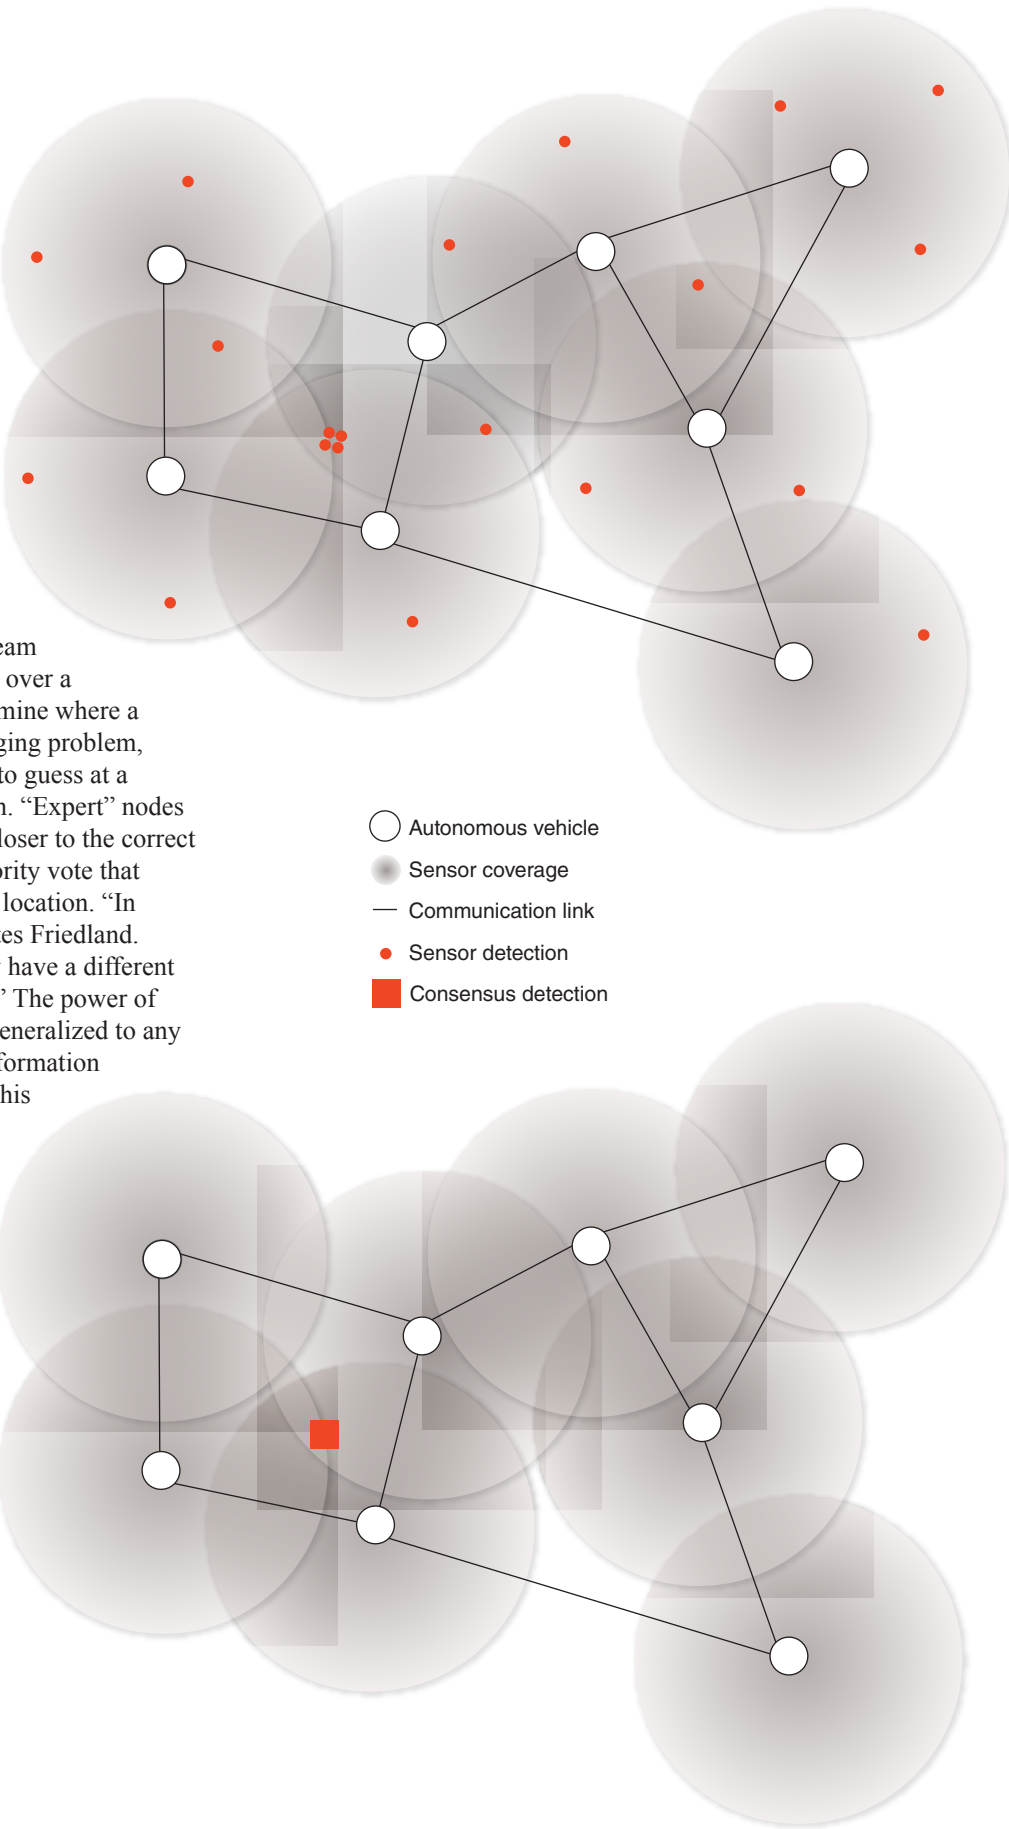 eam
over a
mine where a
ging problem,
to guess at a
n. “Expert” nodes
loser to the correct
ority vote that
location. “In
tes Friedland.
have a different
” The power of
eneralized to any
formation
his
Autonomous vehicle
Sensor coverage
Communication link
Sensor detection
Consensus detection